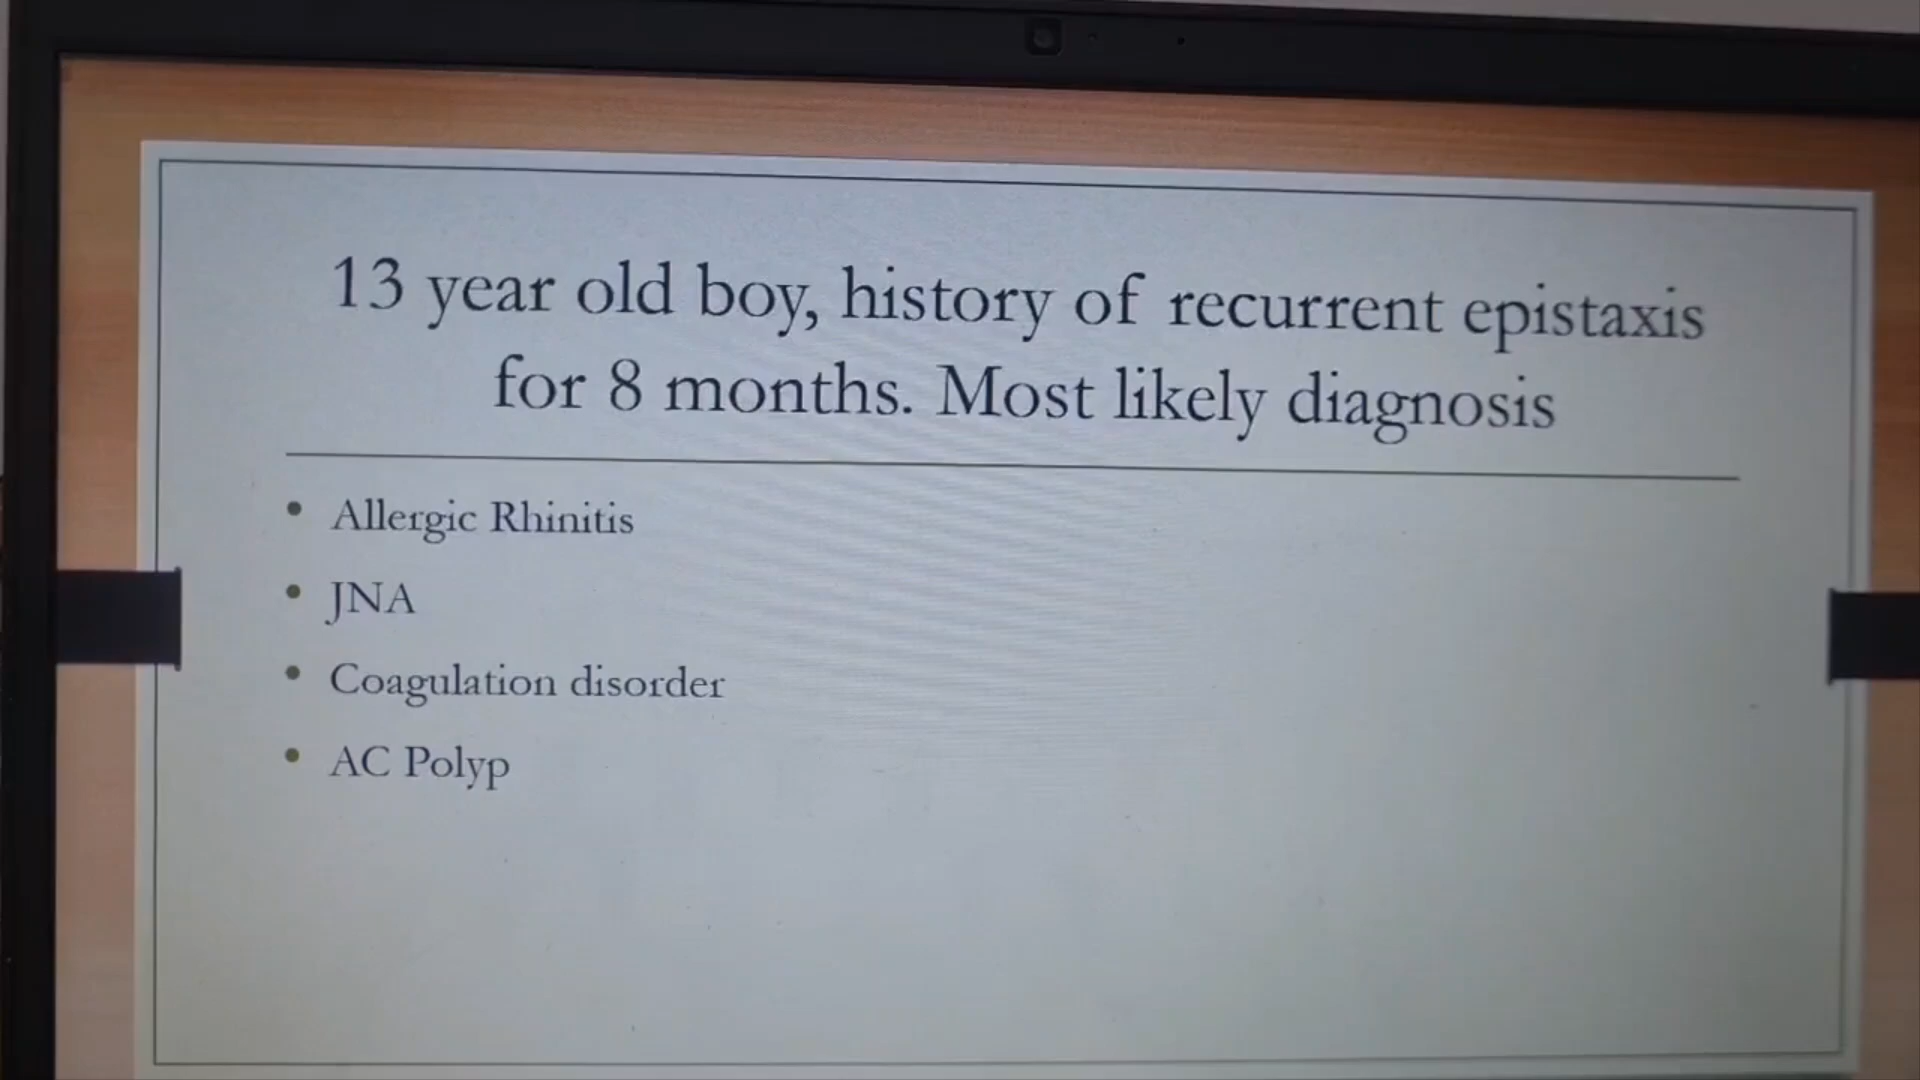 13 year old boy, history of recurrent epistaxis
for 8 months. Most likely diagnosis
• Allergic Rhinitis
• JNA
• Coagulation disorder
• AC Polyp